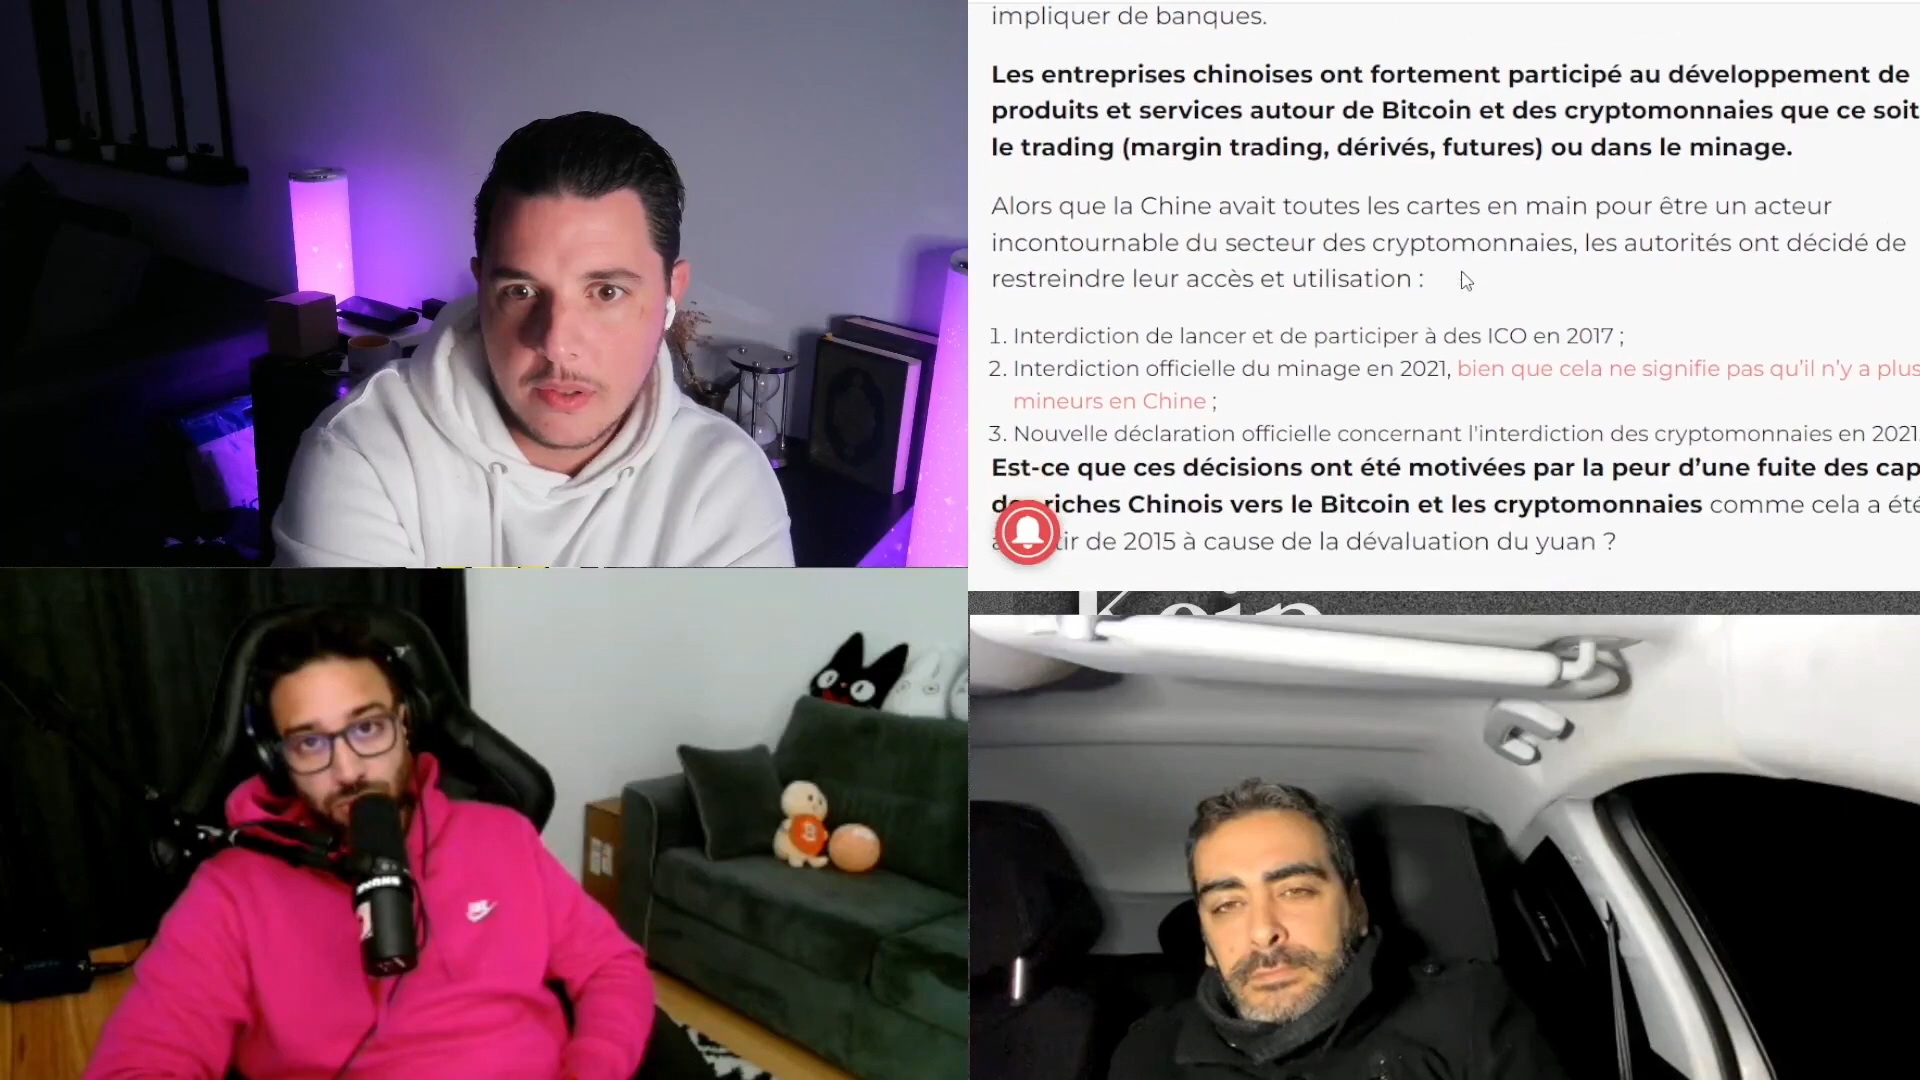 impliquer de banques.
Les entreprises chinoises ont fortement participé au développement de
produits et services autour de Bitcoin et des cryptomonnaies que ce soit
le trading (margin trading, dérivés, futures) ou dans le minage.
Alors que la Chine avait toutes les cartes en main pour être un acteur
incontournable du secteur des cryptomonnaies, les autorités ont décidé de
restreindre leur accès et utilisation :
1. Interdiction de lancer et de participer à des ICO en 2017 ;
2. Interdiction officielle du minage en 2021, bien que cela ne signifie pas qu'il n'y a plus
mineurs en Chine ;
3. Nouvelle déclaration officielle concernant l'interdiction des cryptomonnaies en 2021
Est-ce que ces décisions ont été motivées par la peur d'une fuite des cap
riches Chinois vers le Bitcoin et les cryptomonnaies comme cela a été
de 2015 à cause de la dévaluation du yuan ?